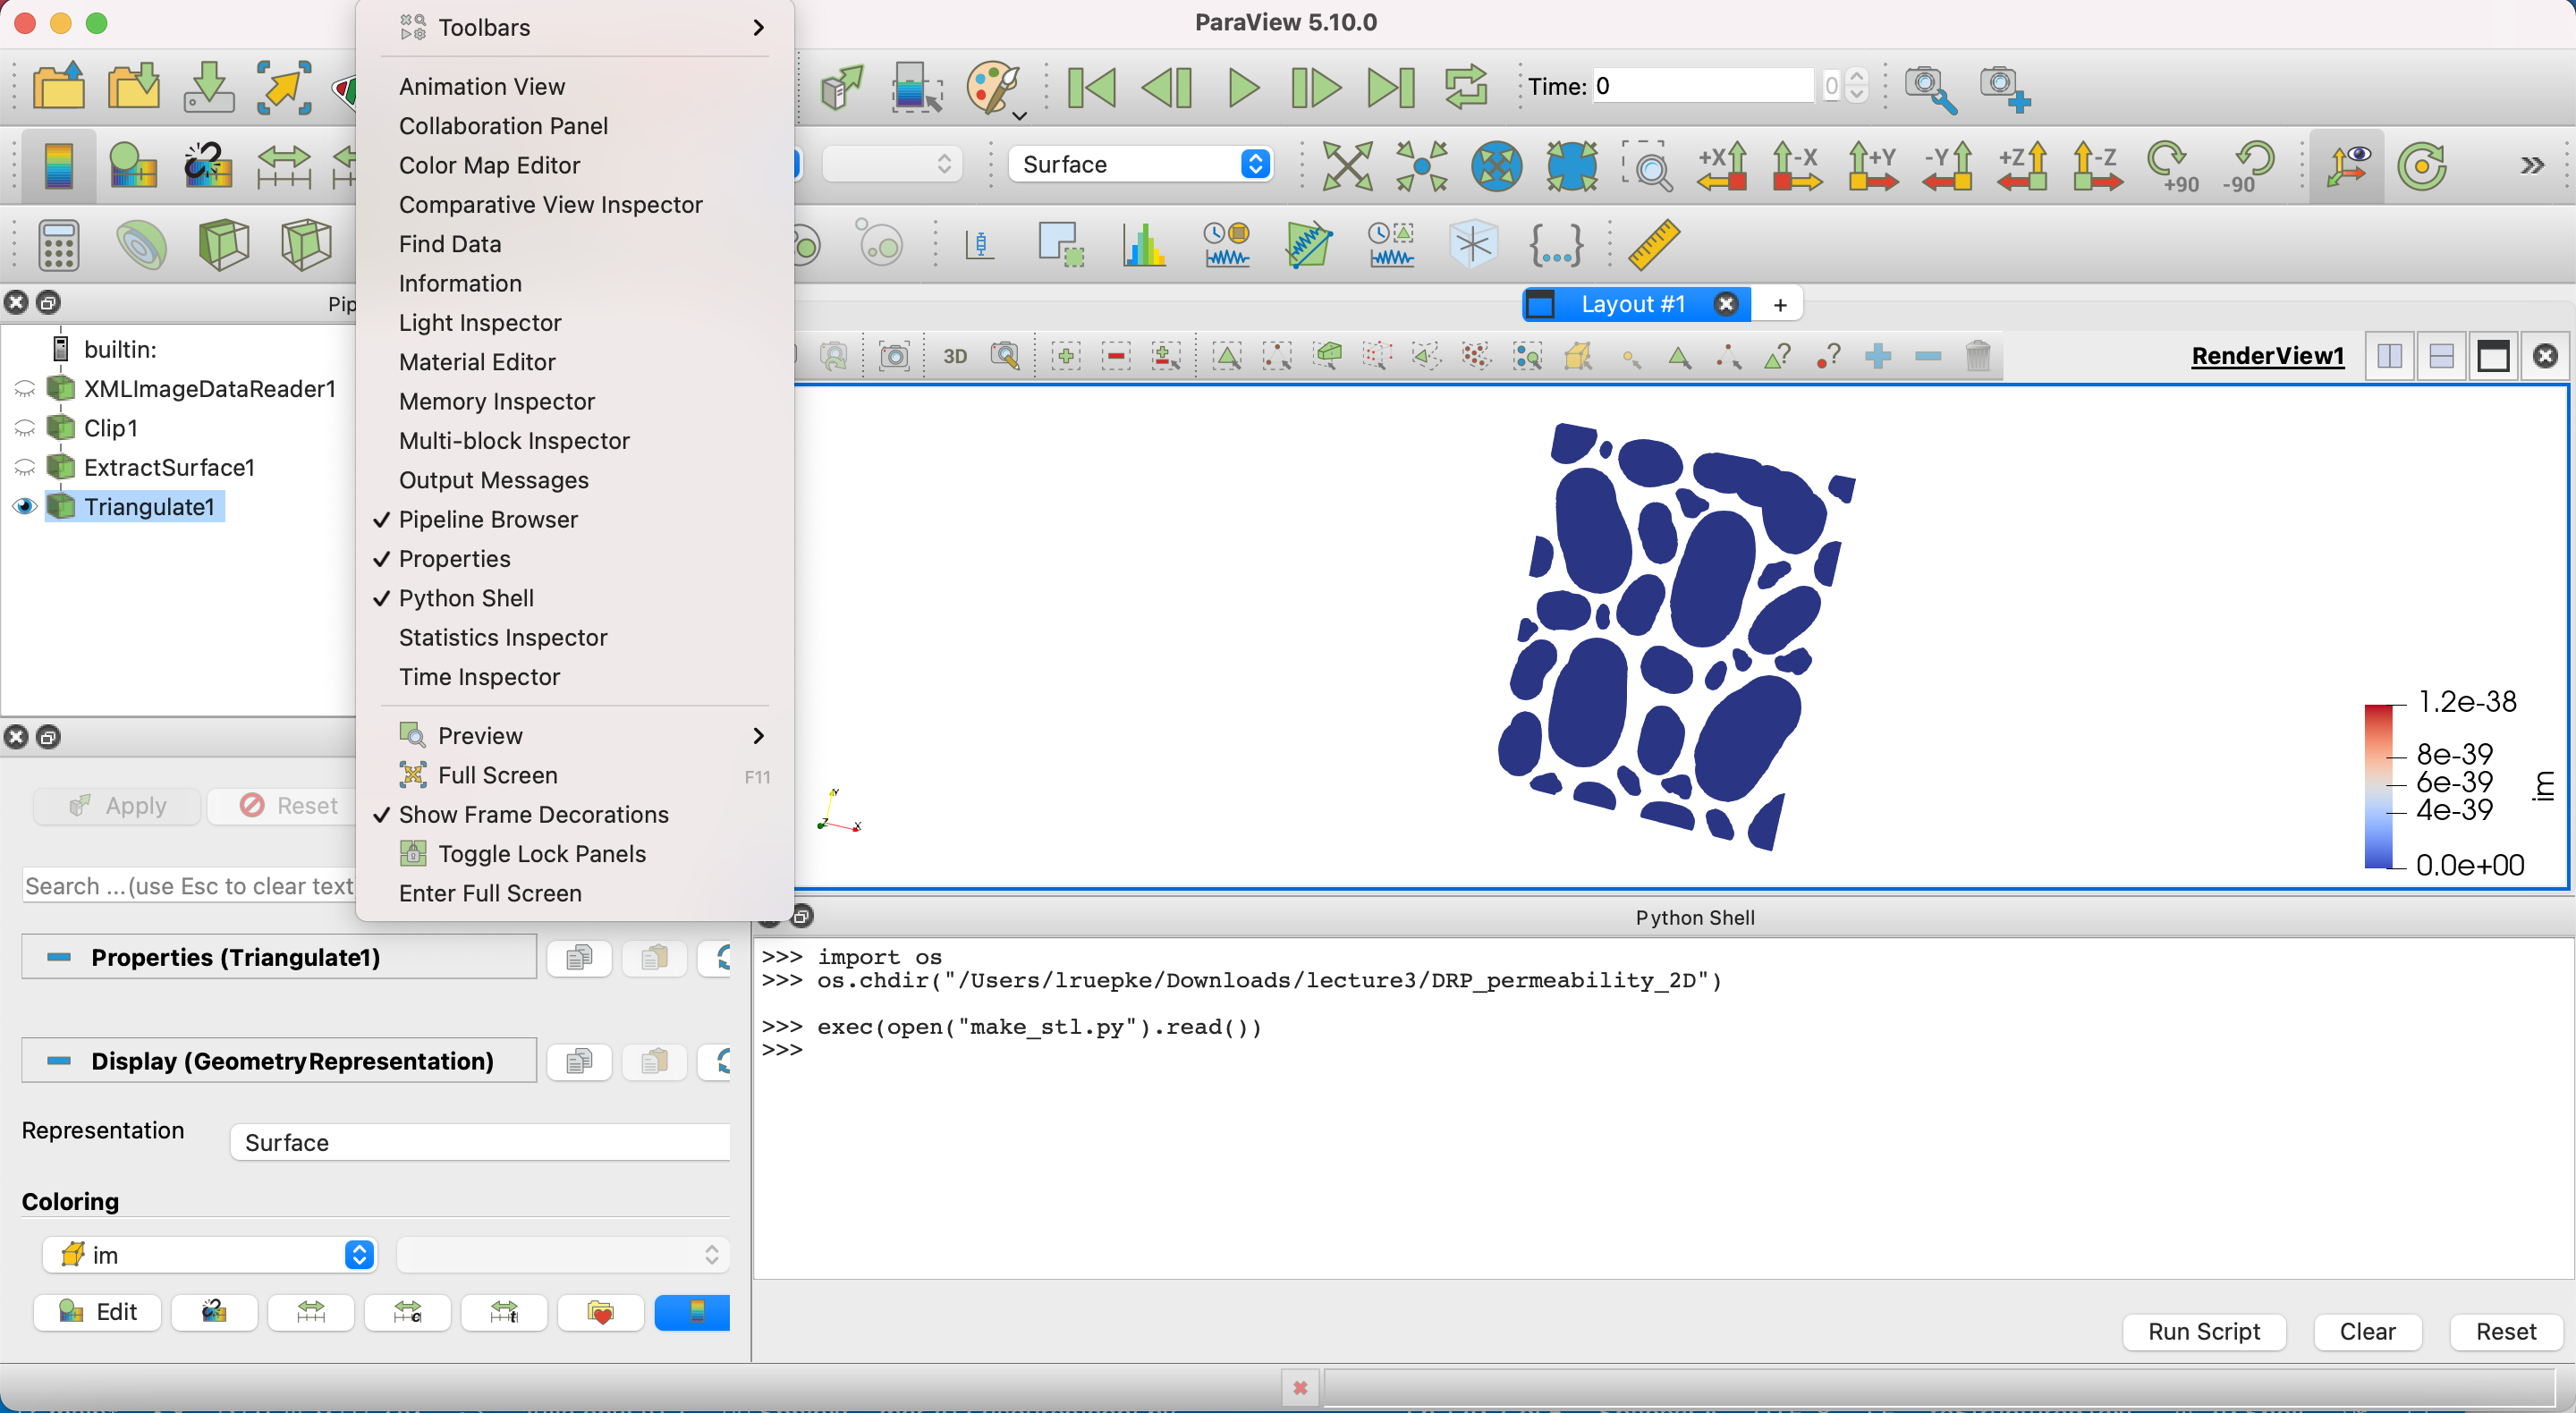 ParaView 5.10.0
Toolbars
Animation View
Collaboration Panel
Color Map Editor
Comparative View Inspector
Find Data
Information
Light Inspector
Material Editor
Memory Inspector
Multi-block Inspector
Output Messages
Pipeline Browser
Properties
Python Shell
Statistics Inspector
Time Inspector
Preview
Full Screen F11
Show Frame Decorations
Toggle Lock Panels
Enter Full Screen
Time: 0 0
Surface
+X -X +Y -Y +Z -Z +90 -90
Pip
builtin:
XMLImageDataReader1
Clip1
ExtractSurface1
Triangulate1
Apply Reset
Search ...(use Esc to clear text
Properties (Triangulate1)
Display (GeometryRepresentation)
Representation Surface
Coloring
im
Edit
c t
Layout #1 +
3D
RenderView1
Y
Z X
1.2e-38
8e-39
6e-39
4e-39
0.0e+00
im
Python Shell
>>> import os
>>> os.chdir("/Users/lruepke/Downloads/lecture3/DRP_permeability_2D")
>>> exec(open("make_stl.py").read())
>>>
Run Script Clear Reset